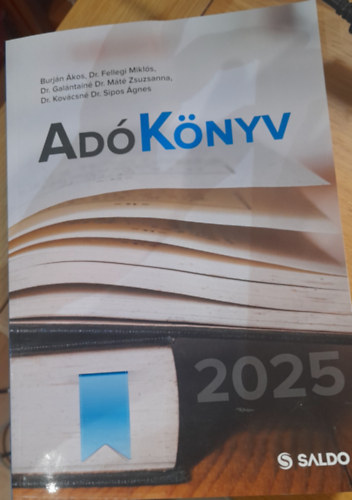 Burján Ákos, Dr. Fellegi Miklós,
Dr. Galántainé Dr. Máté Zsuzsanna,
Dr. Kovácsné Dr. Sipos Ágnes
ADÓKÖNYV
2025
SALDO